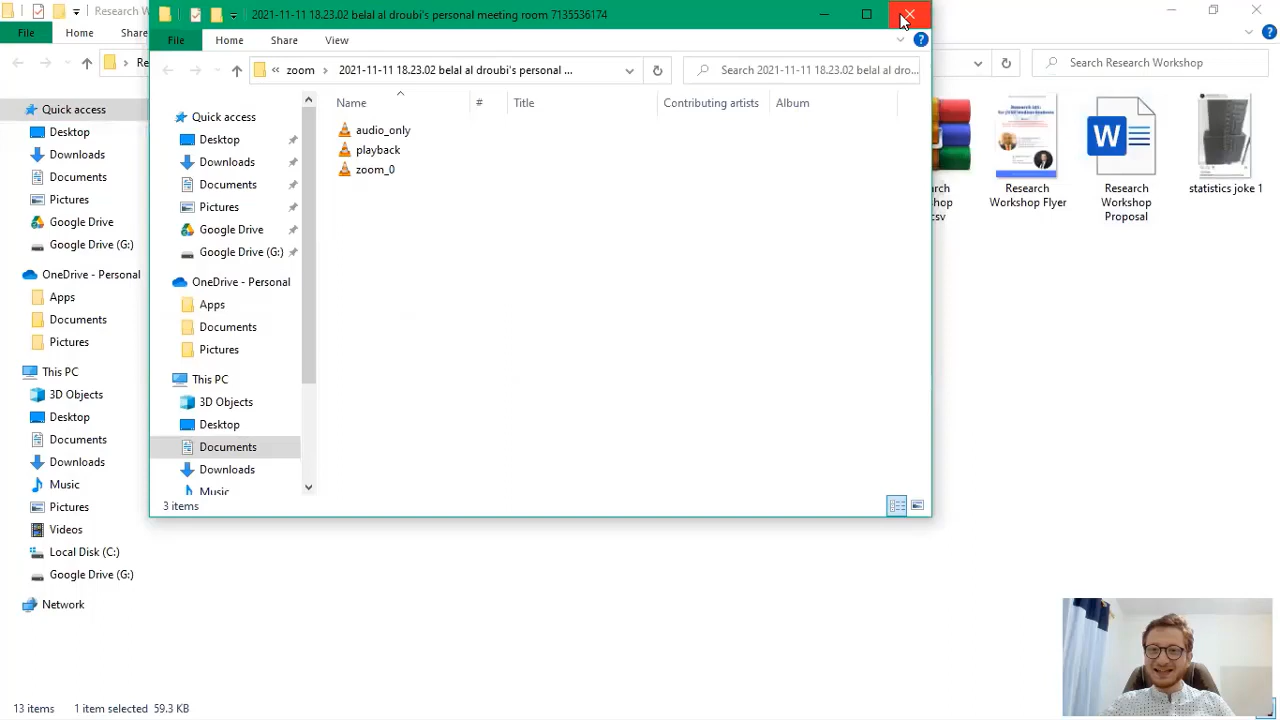 Research W
File
Home
Share
Re
Search Research Workshop
Quick access
Desktop
Downloads
Documents
Pictures
Google Drive
Google Drive (G:)
OneDrive - Personal
Apps
Documents
Pictures
This PC
3D Objects
Desktop
Documents
Downloads
Music
Pictures
Videos
Local Disk (C:)
Google Drive (G:)
Network
13 items
1 item selected 59.3 KB
2021-11-11 18.23.02 belal al droubi's personal meeting room 7135536174
File
Home
Share
View
zoom
2021-11-11 18.23.02 belal al droubi's personal ...
Search 2021-11-11 18.23.02 belal al dro...
Name
#
Title
Contributing artists
Album
audio_only
playback
zoom_0
Quick access
Desktop
Downloads
Documents
Pictures
Google Drive
Google Drive (G:)
OneDrive - Personal
Apps
Documents
Pictures
This PC
3D Objects
Desktop
Documents
Downloads
Music
3 items
arch
shop
csv
W
Research
Workshop Flyer
Research
Workshop
Proposal
statistics joke 1